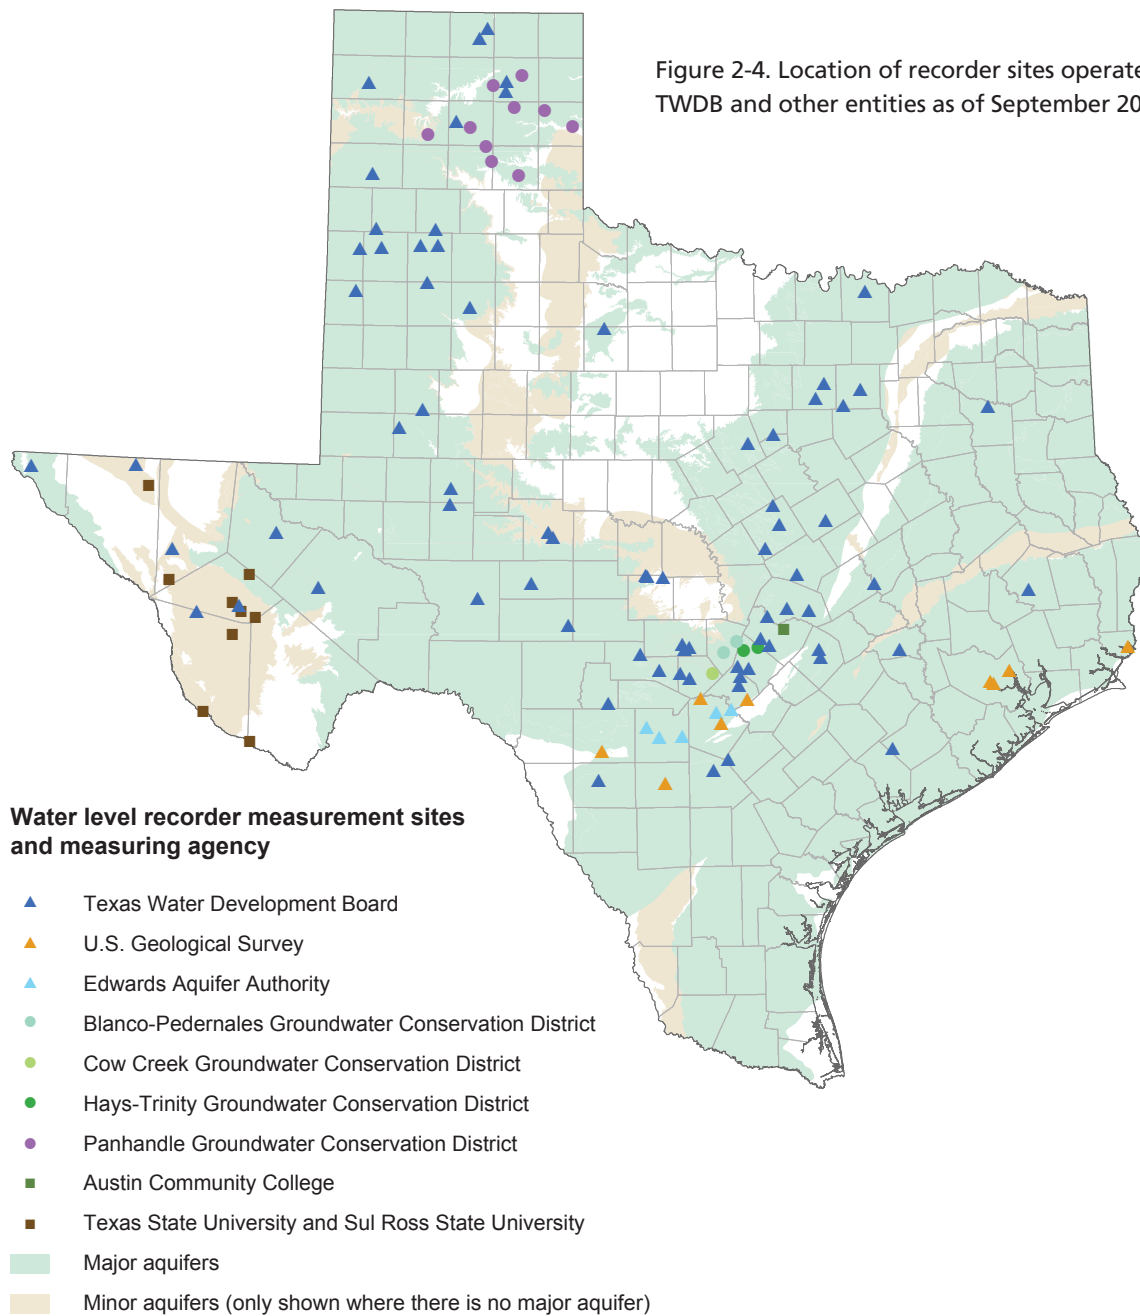 Figure 2-4. Location of recorder sites operate
TWDB and other entities as of September 20
Water level recorder measurement sites
and measuring agency
Texas Water Development Board
U.S. Geological Survey
Edwards Aquifer Authority
Blanco-Pedernales Groundwater Conservation District
Cow Creek Groundwater Conservation District
Hays-Trinity Groundwater Conservation District
Panhandle Groundwater Conservation District
Austin Community College
Texas State University and Sul Ross State University
Major aquifers
Minor aquifers (only shown where there is no major aquifer)